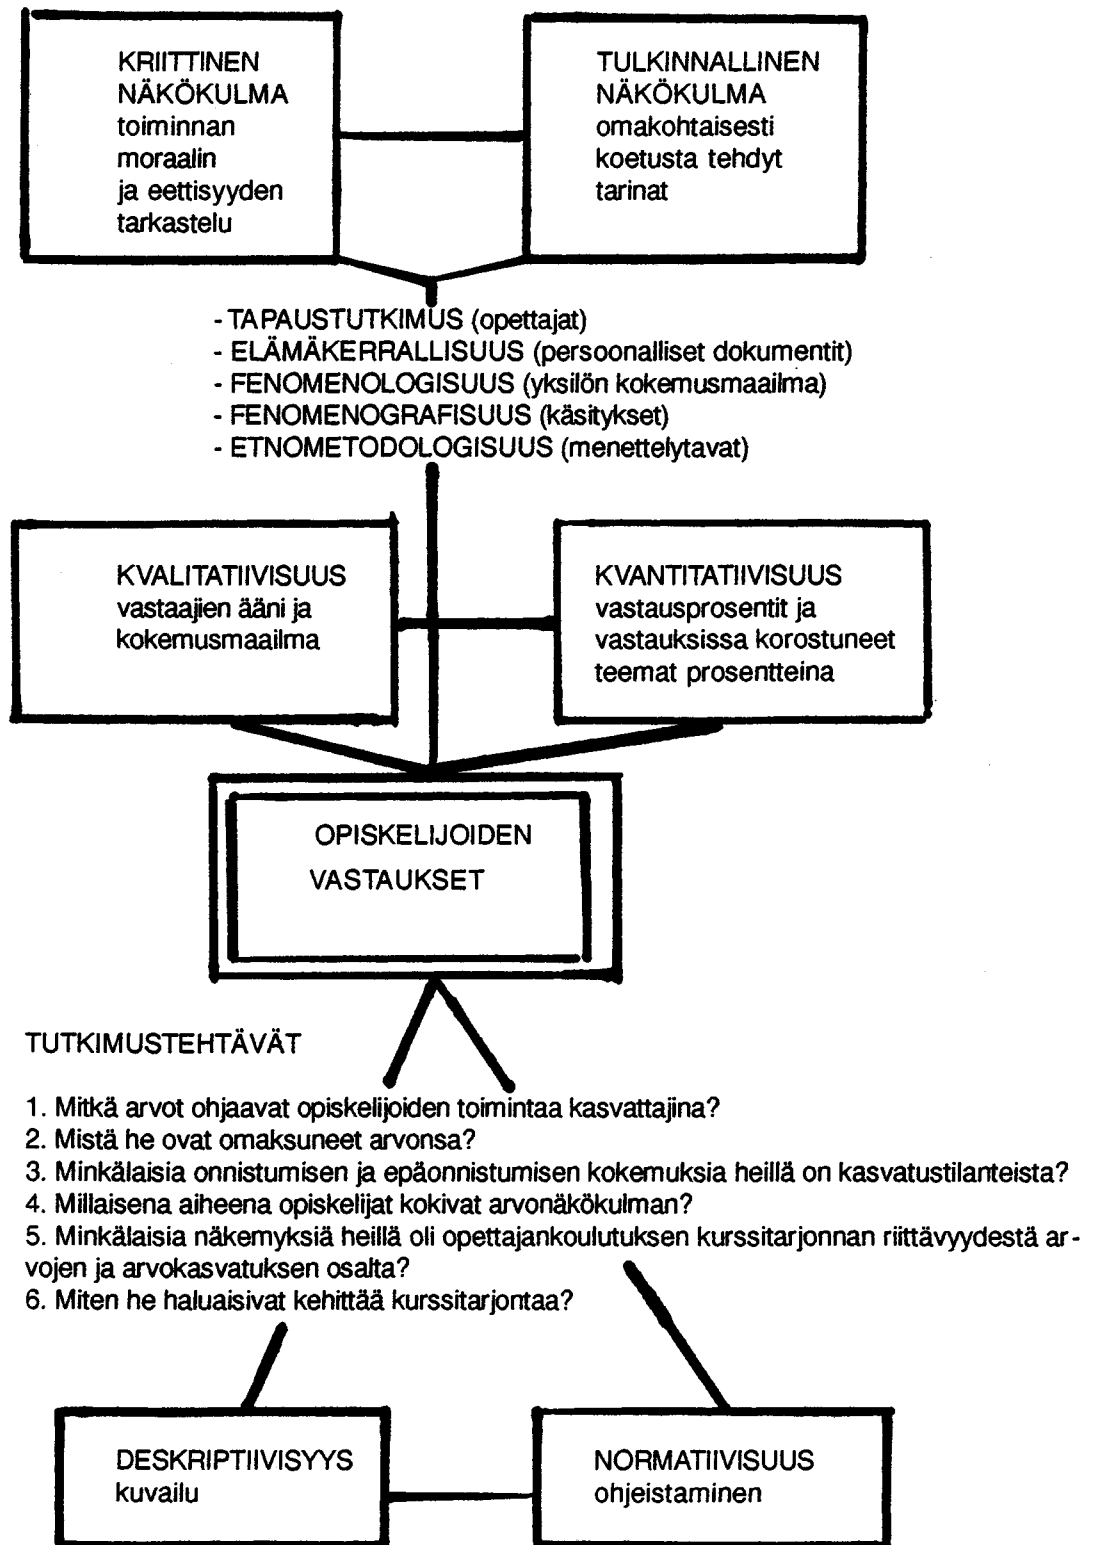 KRIITTINEN
NÄKÖKULMA
toiminnan
moraalin
ja eettisyyden
tarkastelu
TULKINNALLINEN
NÄKÖKULMA
omakohtaisesti
koetusta tehdyt
tarinat
- TAPAUSTUTKIMUS (opettajat)
- ELÄMÄKERRALLISUUS (persoonalliset dokumentit)
- FENOMENOLOGISUUS (yksilön kokemusmaailma)
- FENOMENOGRAFISUUS (käsitykset)
- ETNOMETODOLOGISUUS (menettelytavat)
KVALITATIIVISUUS
vastaajien ääni ja
kokemusmaailma
KVANTITATIIVISUUS
vastausprosentit ja
vastauksissa korostuneet
teemat prosentteina
OPISKELIJOIDEN
VASTAUKSET
TUTKIMUSTEHTÄVÄT
1. Mitkä arvot ohjaavat opiskelijoiden toimintaa kasvattajina?
2. Mistä he ovat omaksuneet arvonsa?
3. Minkälaisia onnistumisen ja epäonnistumisen kokemuksia heillä on kasvatustilanteista?
4. Millaisena aiheena opiskelijat kokivat arvonäkökulman?
5. Minkälaisia näkemyksiä heillä oli opettajankoulutuksen kurssitarjonnan riittävyydestä ar-
vojen ja arvokasvatuksen osalta?
6. Miten he haluaisivat kehittää kurssitarjontaa?
DESKRIPTIIVISYYS
kuvailu
NORMATIIVISUUS
ohjeistaminen